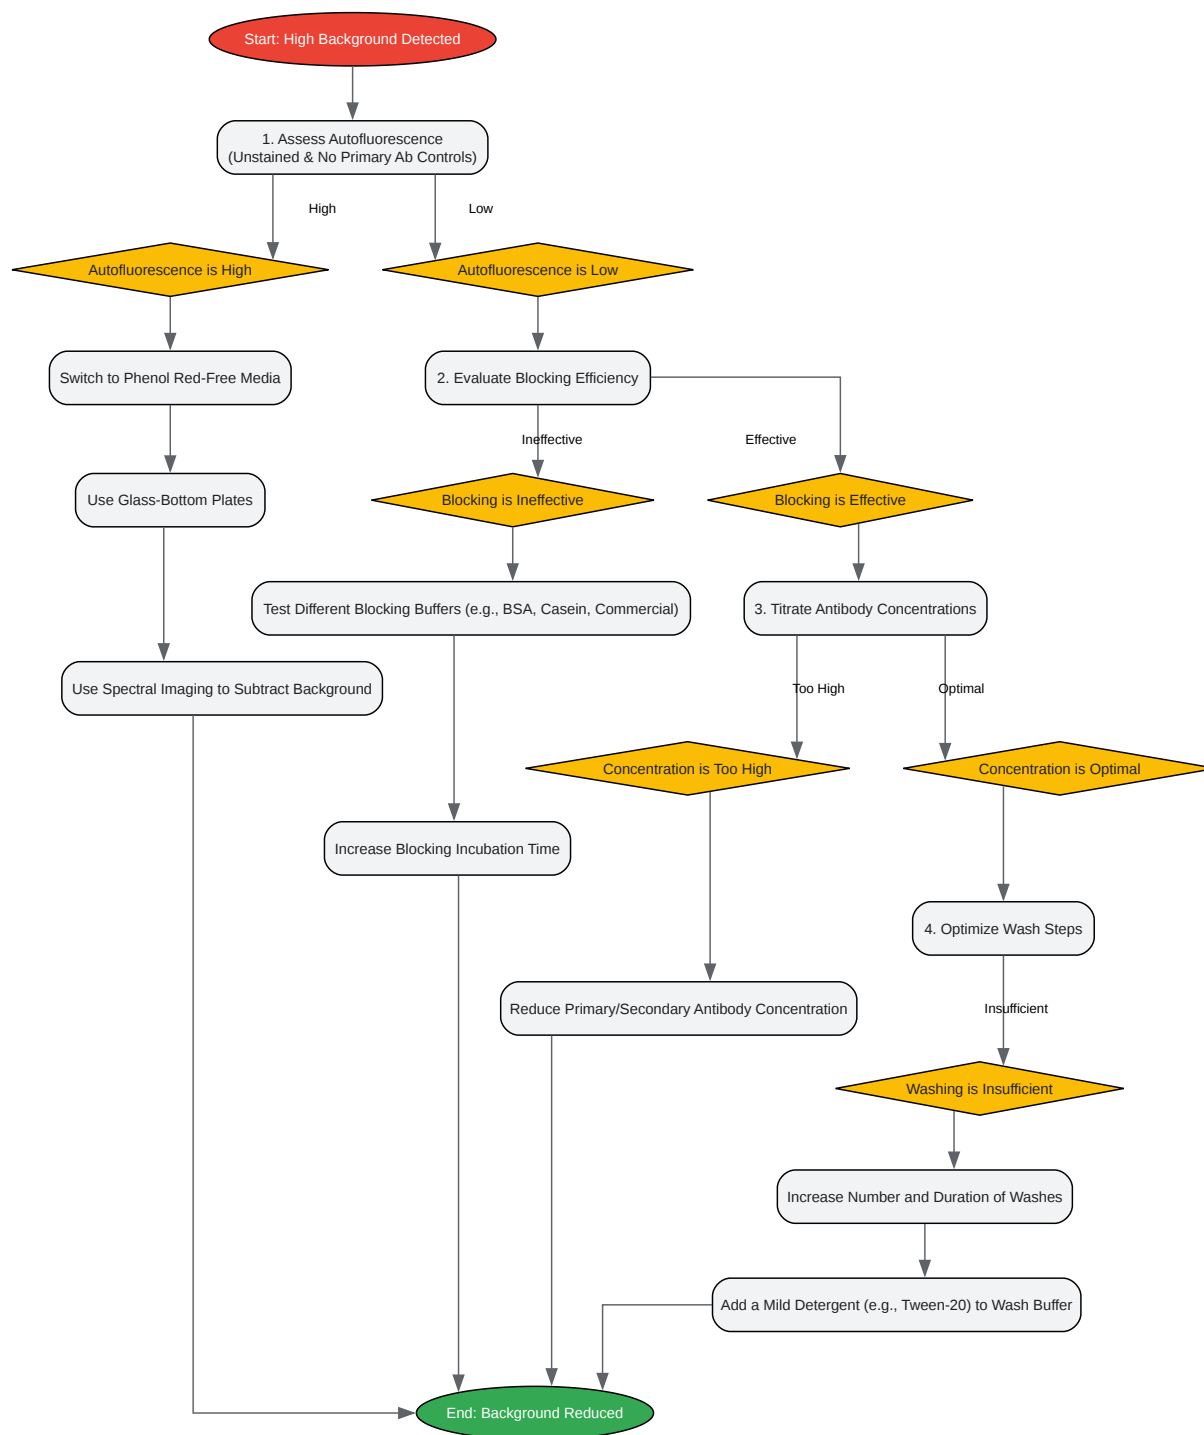 Start: High Background Detected
1. Assess Autofluorescence
(Unstained & No Primary Ab Controls)
High
Low
Autofluorescence is High
Autofluorescence is Low
Switch to Phenol Red-Free Media
2. Evaluate Blocking Efficiency
Ineffective
Effective
Use Glass-Bottom Plates
Blocking is Ineffective
Blocking is Effective
Test Different Blocking Buffers (e.g., BSA, Casein, Commercial)
3. Titrate Antibody Concentrations
Use Spectral Imaging to Subtract Background
Too High
Optimal
Concentration is Too High
Concentration is Optimal
Increase Blocking Incubation Time
4. Optimize Wash Steps
Reduce Primary/Secondary Antibody Concentration
Insufficient
Washing is Insufficient
Increase Number and Duration of Washes
Add a Mild Detergent (e.g., Tween-20) to Wash Buffer
End: Background Reduced